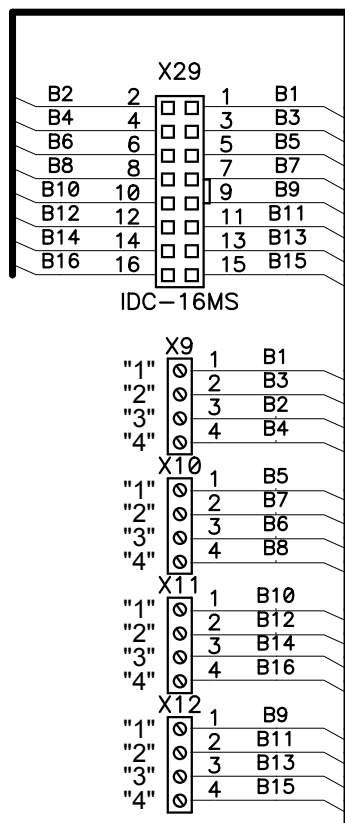 X29
B2 2 1 B1
B4 4 3 B3
B6 6 5 B5
B8 8 7 B7
B10 10 9 B9
B12 12 11 B11
B14 14 13 B13
B16 16 15 B15
IDC-16MS
X9
"1" 1 B1
"2" 2 B3
"3" 3 B2
"4" 4 B4
X10
"1" 1 B5
"2" 2 B7
"3" 3 B6
"4" 4 B8
X11
"1" 1 B10
"2" 2 B12
"3" 3 B14
"4" 4 B16
X12
"1" 1 B9
"2" 2 B11
"3" 3 B13
"4" 4 B15